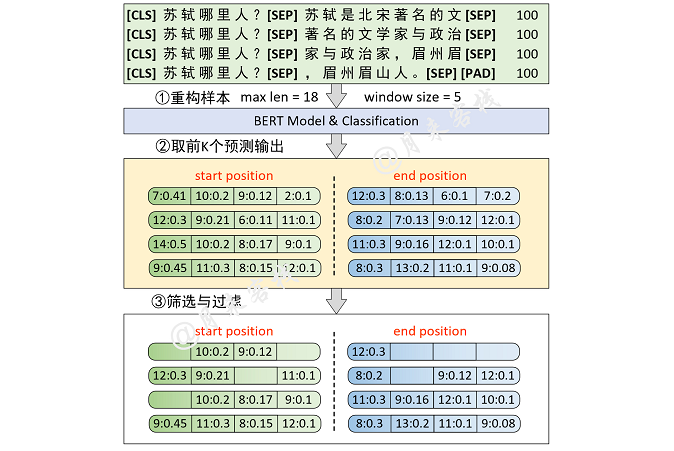 [CLS] 苏轼哪里人？[SEP] 苏轼是北宋著名的文[SEP] 100
[CLS] 苏轼哪里人？[SEP] 著名的文学家与政治[SEP] 100
[CLS] 苏轼哪里人？[SEP] 家与政治家，眉州眉[SEP] 100
[CLS] 苏轼哪里人？[SEP] ，眉州眉山人。[SEP] [PAD] 100
①重构样本 max len = 18 window size = 5
BERT Model & Classification
②取前K个预测输出
@月来客栈
start position end position
7:0.41 10:0.2 9:0.12 2:0.1 12:0.3 8:0.13 6:0.1 7:0.2
12:0.3 9:0.21 6:0.11 11:0.1 8:0.2 7:0.13 9:0.12 12:0.1
14:0.5 10:0.2 8:0.17 9:0.1 11:0.3 9:0.16 12:0.1 10:0.1
9:0.45 11:0.3 8:0.15 12:0.1 8:0.3 13:0.2 11:0.1 9:0.08
③筛选与过虑
@月来客栈
start position end position
10:0.2 9:0.12 12:0.3
12:0.3 9:0.21 11:0.1 8:0.2 9:0.12 12:0.1
10:0.2 8:0.17 9:0.1 11:0.3 9:0.16 12:0.1 10:0.1
9:0.45 11:0.3 8:0.15 12:0.1 8:0.3 13:0.2 11:0.1 9:0.08